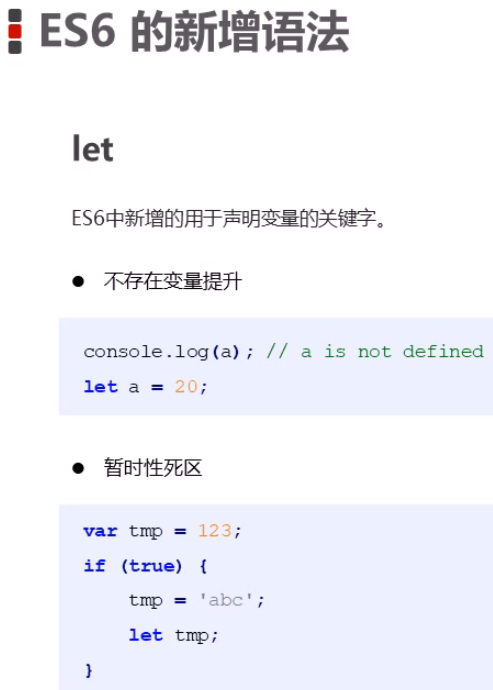 ES6 的新增语法
let
ES6中新增的用于声明变量的关键字。
● 不存在变量提升
console.log(a); // a is not defined
let a = 20;
● 暂时性死区
var tmp = 123;
if (true) {
    tmp = 'abc';
    let tmp;
}